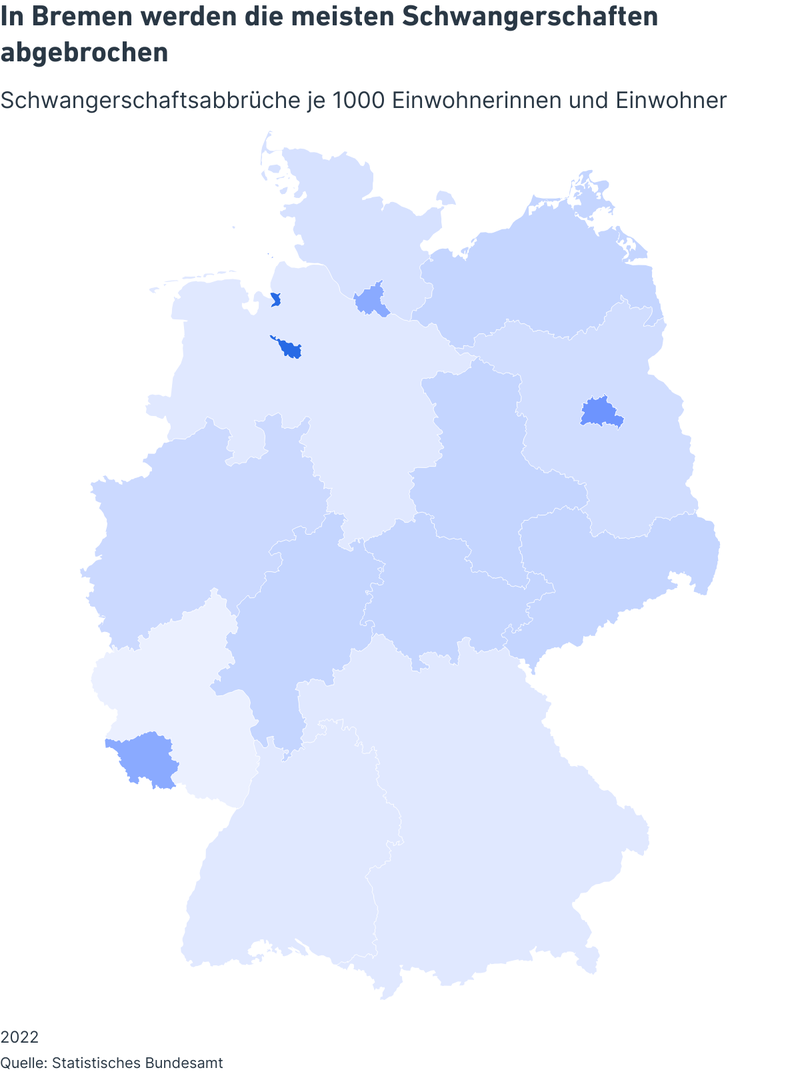 In Bremen werden die meisten Schwangerschaften
abgebrochen
Schwangerschaftsabbrüche je 1000 Einwohnerinnen und Einwohner
2022
Quelle: Statistisches Bundesamt